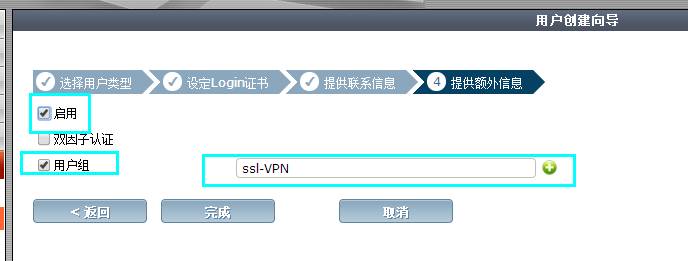 用户创建向导
选择用户类型 设定Login证书 提供联系信息 4 提供额外信息
启用
双因子认证
用户组 ssl-VPN
< 返回 完成 取消